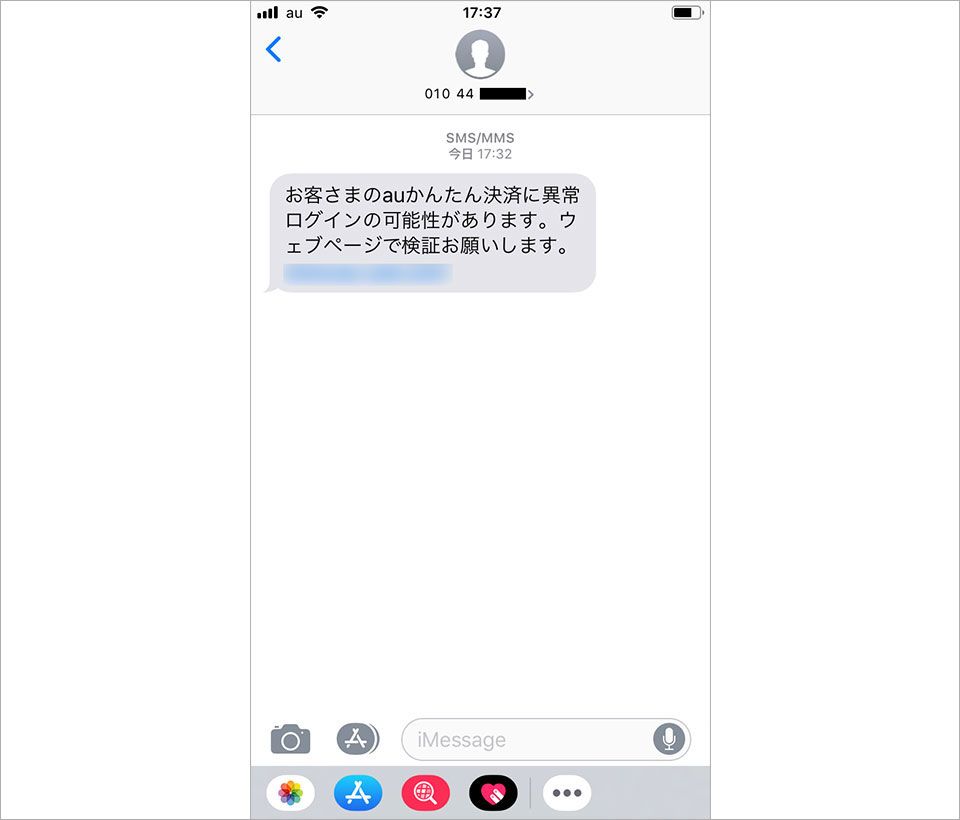 au
17:37
010 44
SMS/MMS
今日 17:32
お客さまのauかんたん決済に異常
ログインの可能性があります。ウ
ェブページで検証お願いします。
iMessage